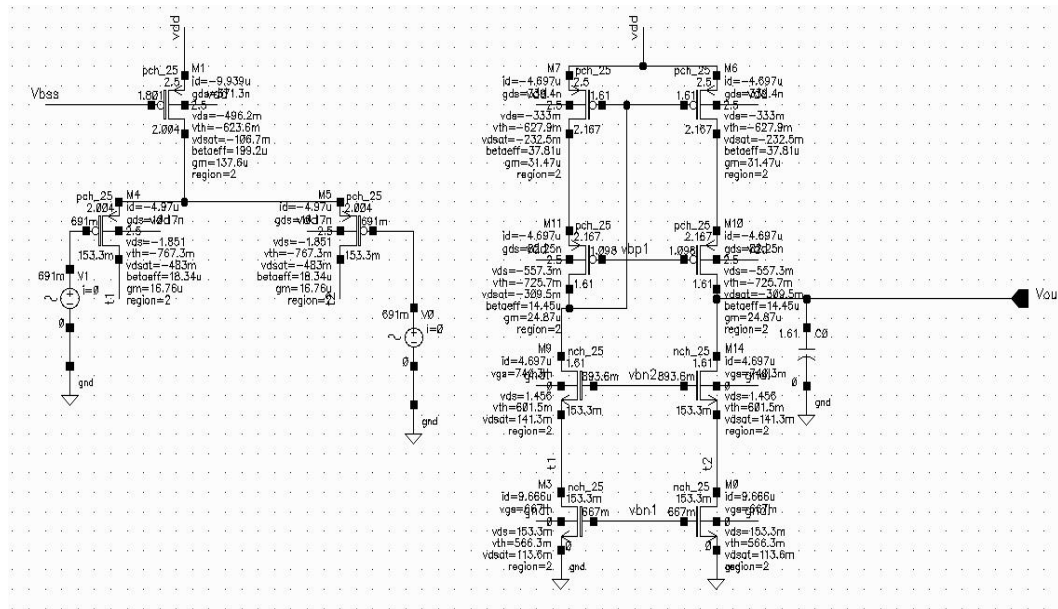 vdd
vdd
M1
pch_25
2.5
id=-9.939u
Vbss
1.801
2.5
vds=-496.2m
2.004
vth=-623.6m
vdsat=-106.7m
betaeff=199.2u
gm=137.6u
region=2
M7
pch_25
id=-4.697u
2.5
1.61
2.5
vds=-333m
2.167
vth=-627.9m
vdsat=-232.5m
betaeff=37.81u
gm=31.47u
region=2
M6
pch_25
id=-4.697u
2.5
1.61
2.5
vds=-333m
2.167
vth=-627.9m
vdsat=-232.5m
betaeff=37.81u
gm=31.47u
region=2
M4
pch_25
2.004
id=-4.97u
691m
2.5
vds=-1.851
153.3m
vth=-767.3m
vdsat=-483m
betaeff=18.34u
gm=16.76u
region=2
t1
M5
pch_25
2.004
id=-4.97u
691m
2.5
vds=-1.851
153.3m
vth=-767.3m
vdsat=-483m
betaeff=18.34u
gm=16.76u
region=2
M11
pch_25
id=-4.697u
2.167
1.098
2.5
vbp1
vds=-557.3m
1.61
vth=-725.7m
vdsat=-309.5m
betaeff=14.45u
gm=24.87u
region=2
M10
pch_25
id=-4.697u
2.167
1.098
2.5
vds=-557.3m
1.61
vth=-725.7m
vdsat=-309.5m
betaeff=14.45u
gm=24.87u
region=2
Vou
691m
V1
i=0
0
gnd
691m
V0
i=0
0
gnd
1.61
C0
0
gnd
M9
nch_25
id=4.697u
1.61
893.6m
0
vbn2
vds=1.456
153.3m
vth=601.5m
vdsat=141.3m
region=2
M14
nch_25
id=4.697u
1.61
893.6m
0
vds=1.456
153.3m
vth=601.5m
vdsat=141.3m
region=2
t1
t2
M3
nch_25
id=9.666u
153.3m
667m
0
vbn1
vds=153.3m
vth=566.3m
vdsat=113.6m
region=2
0
gnd
M0
nch_25
id=9.666u
153.3m
667m
0
vds=153.3m
vth=566.3m
vdsat=113.6m
region=2
0